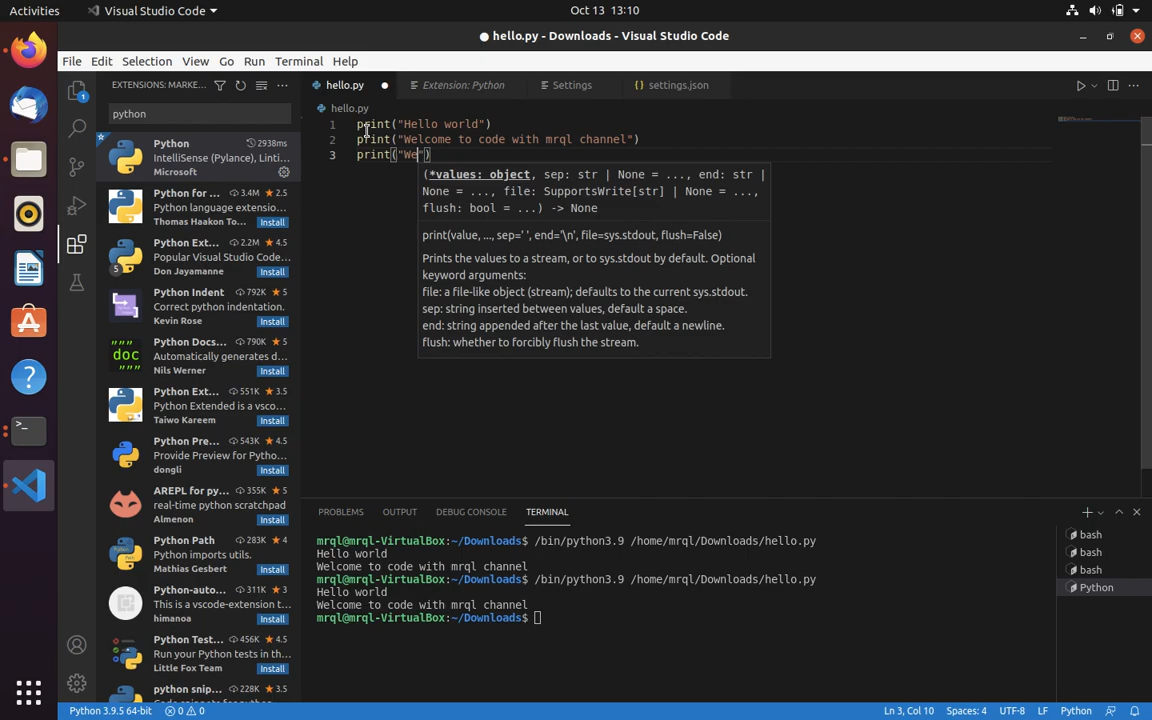 Activities
Visual Studio Code
Oct 13 13:10
● hello.py - Downloads - Visual Studio Code
File Edit Selection View Go Run Terminal Help
EXTENSIONS: MARKE...
python
Python 2938ms
IntelliSense (Pylance), Linti...
Microsoft
Python for ... 3.4M 2.5
Python language extensio...
Thomas Haakon To... Install
Python Ext... 2.2M 4.5
Popular Visual Studio Code...
Don Jayamanne Install
Python Indent 792K 5
Correct python indentation.
Kevin Rose Install
Python Docs... 790K 5
Automatically generates d...
Nils Werner Install
Python Ext... 551K 3.5
Python Extended is a vsco...
Taiwo Kareem Install
Python Pre... 543K 4.5
Provide Preview for Pytho...
dongli Install
AREPL for py... 355K 5
real-time python scratchpad
Almenon Install
Python Path 283K 4
Python imports utils.
Mathias Gesbert Install
Python-auto... 311K 3
This is a vscode-extension t...
himanoa Install
Python Test... 456K 4.5
Run your Python tests in th...
Little Fox Team Install
python snip... 228K 3.5
1
5
"""
doc
"""
hello.py
Extension: Python
Settings
{} settings.json
hello.py
1 print("Hello world")
2 print("Welcome to code with mrql channel")
3 print("We")
(*values: object, sep: str | None = ..., end: str |
None = ..., file: SupportsWrite[str] | None = ...,
flush: bool = ...) -> None
print(value, ..., sep=' ', end='\n', file=sys.stdout, flush=False)
Prints the values to a stream, or to sys.stdout by default. Optional
keyword arguments:
file: a file-like object (stream); defaults to the current sys.stdout.
sep: string inserted between values, default a space.
end: string appended after the last value, default a newline.
flush: whether to forcibly flush the stream.
PROBLEMS OUTPUT DEBUG CONSOLE TERMINAL
mrql@mrql-VirtualBox:~/Downloads$ /bin/python3.9 /home/mrql/Downloads/hello.py
Hello world
Welcome to code with mrql channel
mrql@mrql-VirtualBox:~/Downloads$ /bin/python3.9 /home/mrql/Downloads/hello.py
Hello world
Welcome to code with mrql channel
mrql@mrql-VirtualBox:~/Downloads$
bash
bash
bash
Python
Python 3.9.5 64-bit 0 0
Ln 3, Col 10 Spaces: 4 UTF-8 LF Python